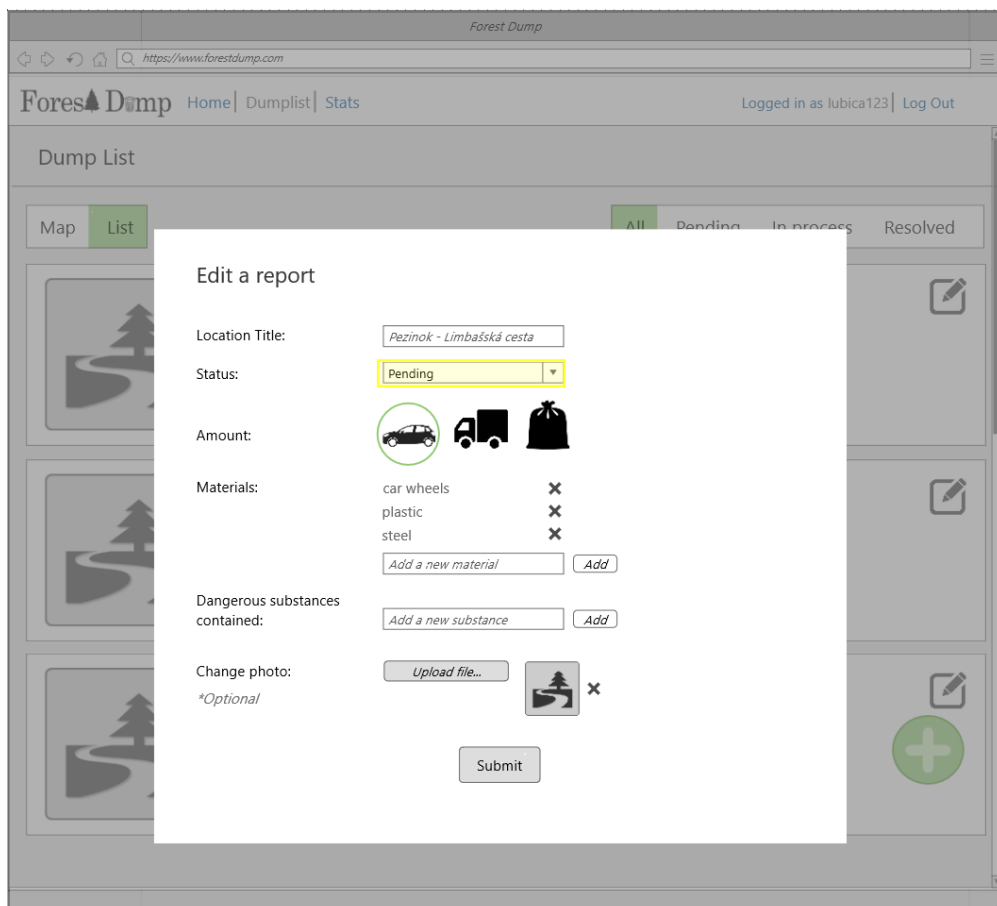 Forest Dump
https://www.forestdump.com
Forest Dump Home Dumplist Stats Logged in as lubica123 Log Out
Dump List
Map List All Pending In process Resolved
Edit a report
Location Title: Pezinok - Limbašská cesta
Status: Pending
Amount:
Materials: car wheels
plastic
steel
Add a new material Add
Dangerous substances
contained: Add a new substance Add
Change photo: Upload file...
*Optional
Submit